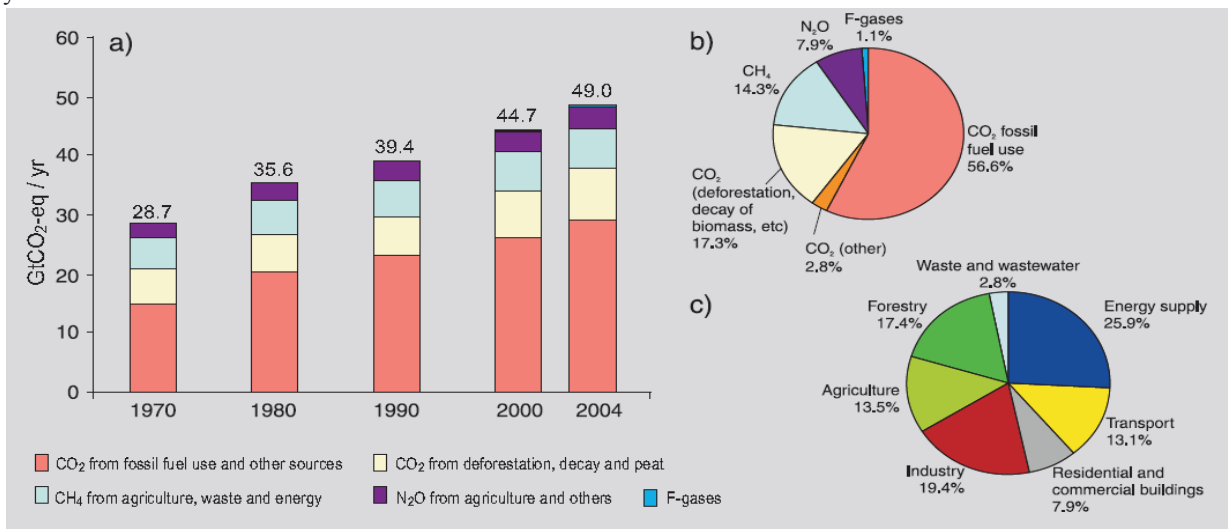 a)
GtCO₂-eq / yr
60
50
40
30
20
10
0
28.7
35.6
39.4
44.7
49.0
1970
1980
1990
2000
2004
CO₂ from fossil fuel use and other sources
CO₂ from deforestation, decay and peat
CH₄ from agriculture, waste and energy
N₂O from agriculture and others
F-gases
b)
F-gases
1.1%
N₂O
7.9%
CH₄
14.3%
CO₂ fossil
fuel use
56.6%
CO₂
(deforestation,
decay of
biomass, etc)
17.3%
CO₂ (other)
2.8%
c)
Waste and wastewater
2.8%
Forestry
17.4%
Energy supply
25.9%
Agriculture
13.5%
Transport
13.1%
Industry
19.4%
Residential and
commercial buildings
7.9%